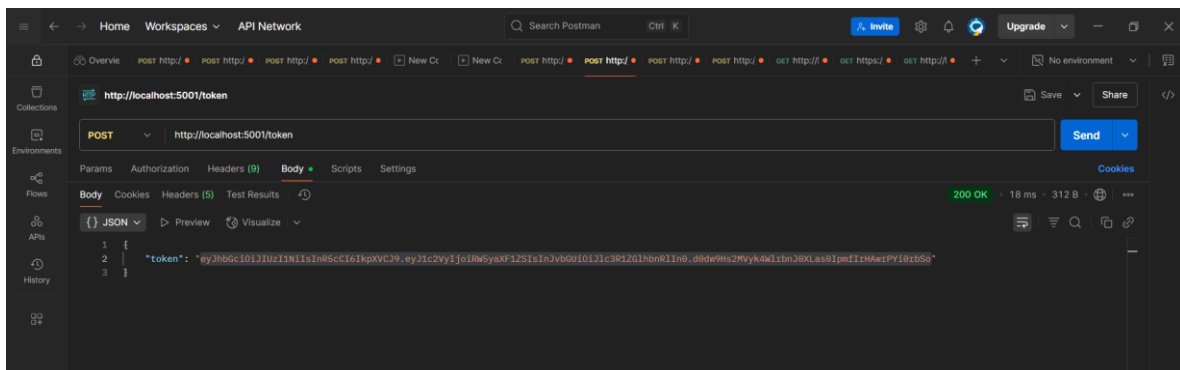 Home Workspaces API Network Search Postman Ctrl K Invite Upgrade
Overvie POST http:/ POST http:/ POST http:/ POST http:/ New Cc New Cc POST http:/ POST http:/ POST http:/ POST http:/ GET http://l GET https:/ GET http://l No environment
http://localhost:5001/token Save Share
POST http://localhost:5001/token Send
Params Authorization Headers (9) Body Scripts Settings Cookies
Body Cookies Headers (5) Test Results 200 OK 18 ms 312 B
{} JSON Preview Visualize
1 {
2 "token":
3 }
Collections
Environments
Flows
APIs
History